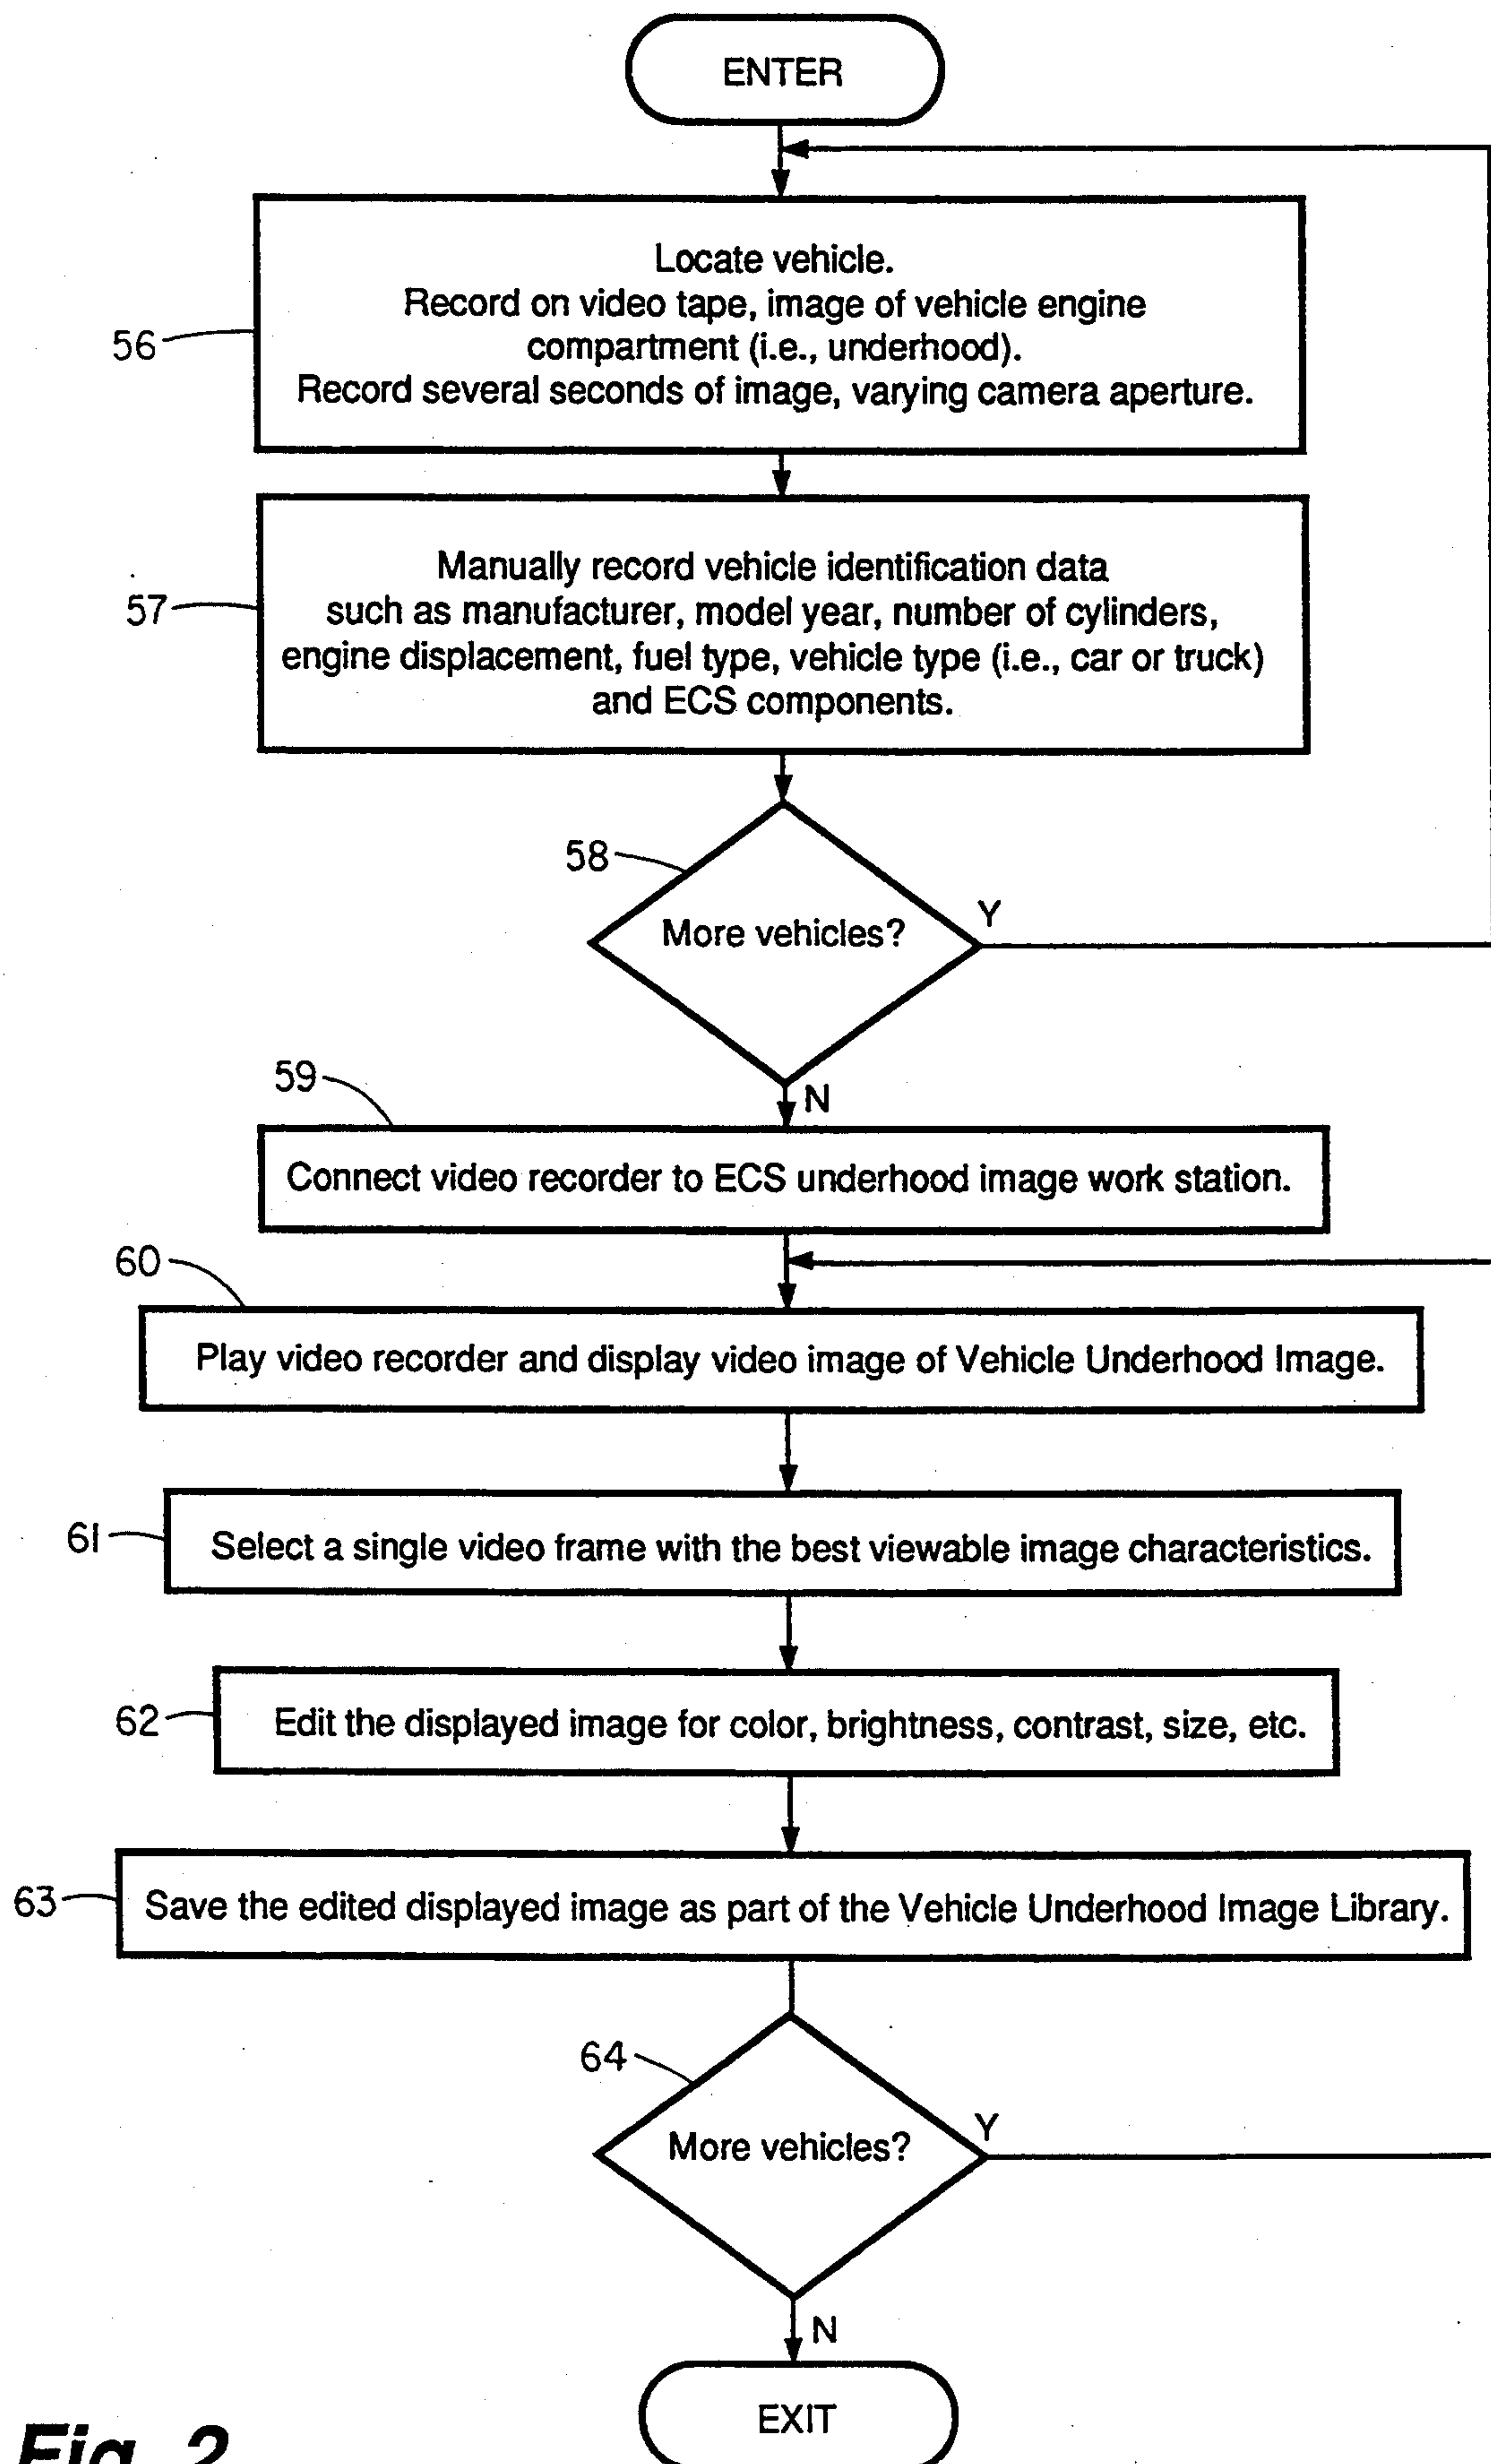 ENTER
Locate vehicle.
Record on video tape, image of vehicle engine
compartment (i.e., underhood).
Record several seconds of image, varying camera aperture.
56
Manually record vehicle identification data
such as manufacturer, model year, number of cylinders,
engine displacement, fuel type, vehicle type (i.e., car or truck)
and ECS components.
57
58
More vehicles?
Y
N
59
Connect video recorder to ECS underhood image work station.
60
Play video recorder and display video image of Vehicle Underhood Image.
61
Select a single video frame with the best viewable image characteristics.
62
Edit the displayed image for color, brightness, contrast, size, etc.
63
Save the edited displayed image as part of the Vehicle Underhood Image Library.
64
More vehicles?
Y
N
EXIT
Fig. 2